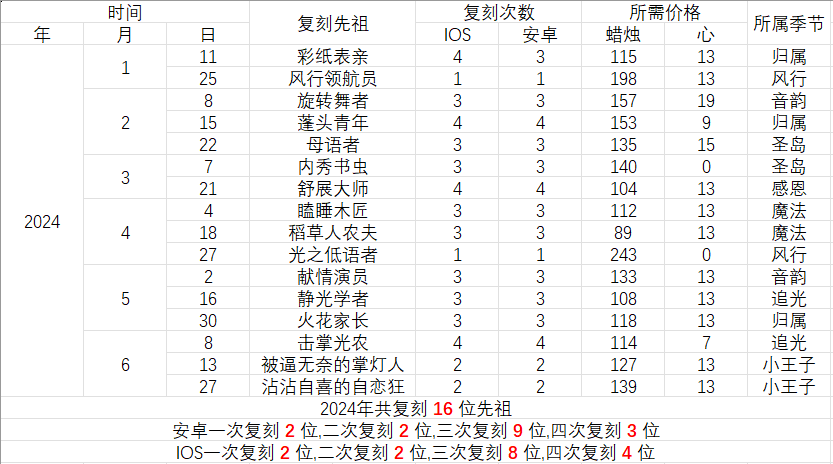 时间 复刻先祖 复刻次数 所需价格 所属季节
年 月 日 IOS 安卓 蜡烛 心
2024
1 11 彩纸表亲 4 3 115 13 归属
25 风行领航员 1 1 198 13 风行
2 8 旋转舞者 3 3 157 19 音韵
15 蓬头青年 4 4 153 9 归属
22 母语者 3 3 135 15 圣岛
3 7 内秀书虫 3 3 140 0 圣岛
21 舒展大师 4 4 104 13 感恩
4 4 瞌睡木匠 3 3 112 13 魔法
18 稻草人农夫 3 3 89 13 魔法
27 光之低语者 1 1 243 0 风行
5 2 献情演员 3 3 133 13 音韵
16 静光学者 3 3 108 13 追光
30 火花家长 3 3 118 13 归属
6 8 击掌光农 4 4 114 7 追光
13 被逼无奈的掌灯人 2 2 127 13 小王子
27 沾沾自喜的自恋狂 2 2 139 13 小王子
2024年共复刻 16 位先祖
安卓一次复刻 2 位,二次复刻 2 位,三次复刻 9 位,四次复刻 3 位
IOS一次复刻 2 位,二次复刻 2 位,三次复刻 8 位,四次复刻 4 位